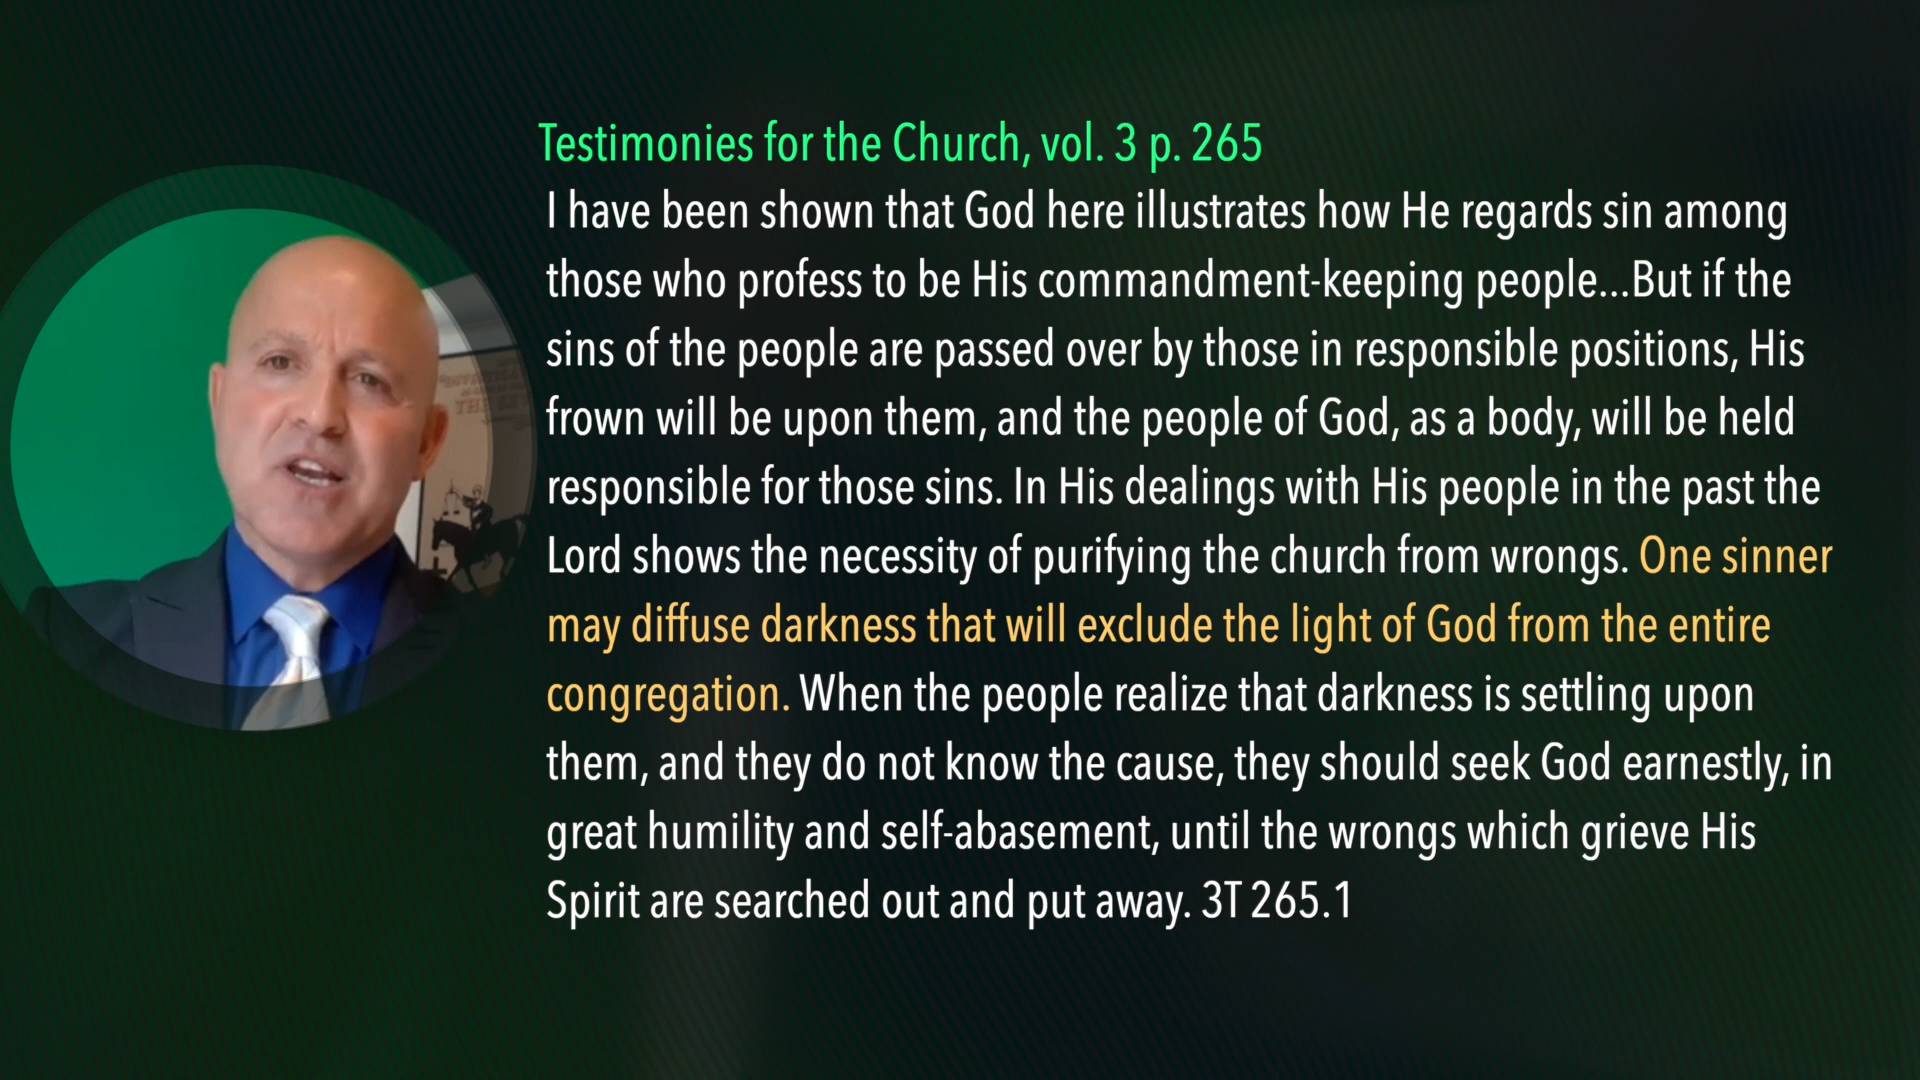 Testimonies for the Church, vol. 3 p. 265
I have been shown that God here illustrates how He regards sin among
those who profess to be His commandment-keeping people...But if the
sins of the people are passed over by those in responsible positions, His
frown will be upon them, and the people of God, as a body, will be held
responsible for those sins. In His dealings with His people in the past the
Lord shows the necessity of purifying the church from wrongs. One sinner
may diffuse darkness that will exclude the light of God from the entire
congregation. When the people realize that darkness is settling upon
them, and they do not know the cause, they should seek God earnestly, in
great humility and self-abasement, until the wrongs which grieve His
Spirit are searched out and put away. 3T 265.1